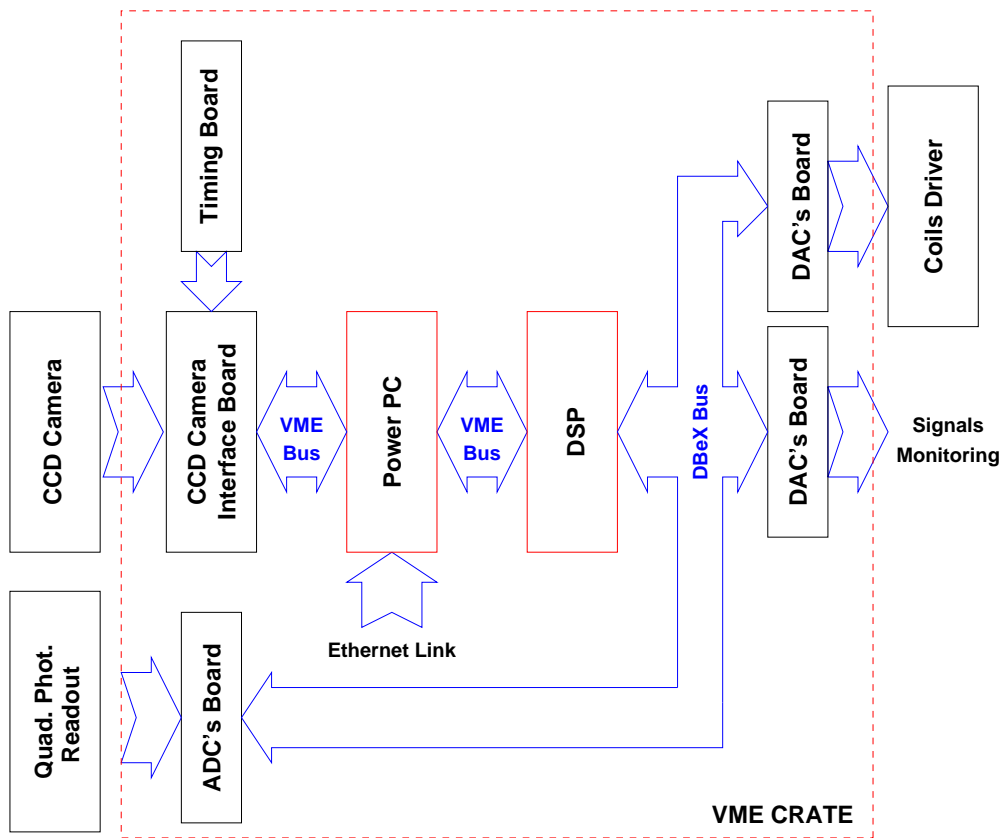 Timing Board
DAC's Board
Coils Driver
CCD Camera
CCD Camera
Interface Board
VME
Bus
Power PC
VME
Bus
DSP
DBeX Bus
DAC's Board
Signals
Monitoring
Quad. Phot.
Readout
ADC's Board
Ethernet Link
VME CRATE